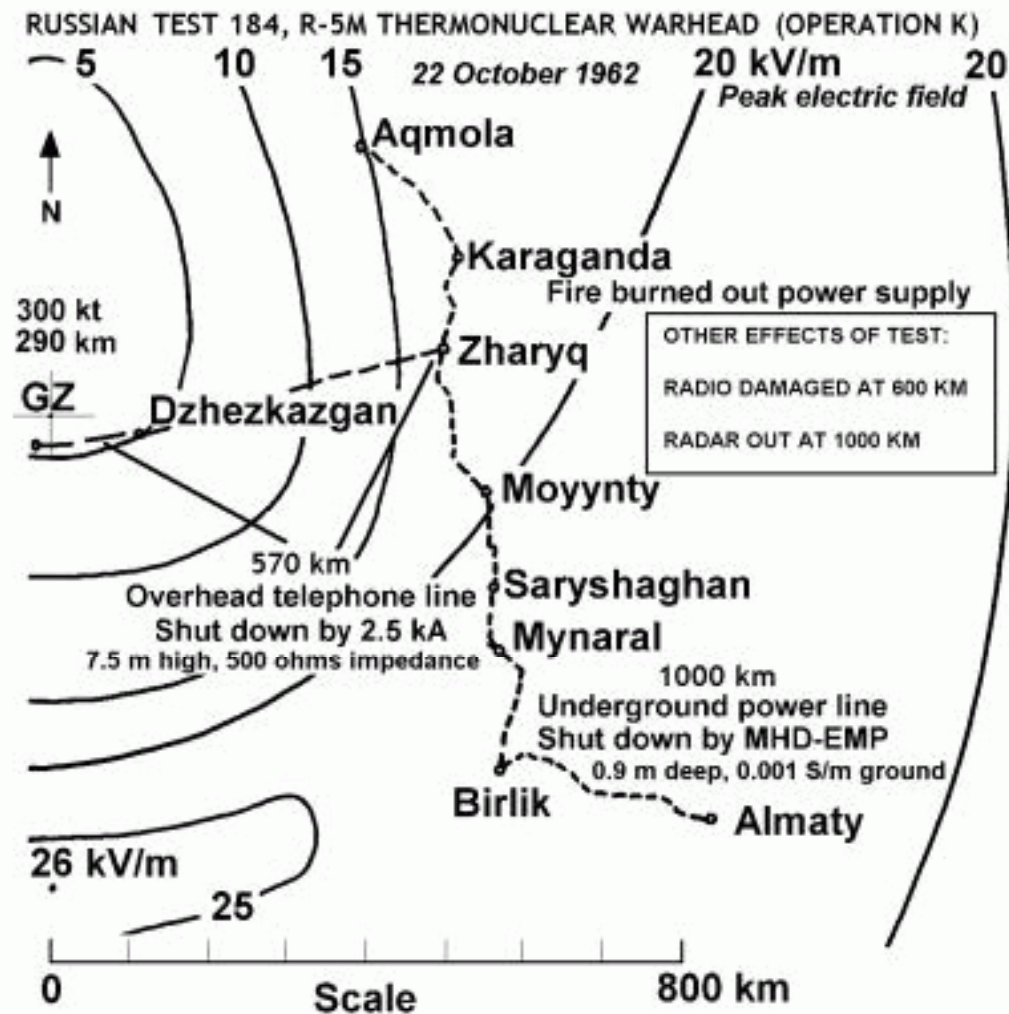 RUSSIAN TEST 184, R-5M THERMONUCLEAR WARHEAD (OPERATION K)
5 10 15 20 kV/m 20
22 October 1962
Peak electric field
Aqmola
N
Karaganda
Fire burned out power supply
300 kt
290 km
OTHER EFFECTS OF TEST:
RADIO DAMAGED AT 600 KM
RADAR OUT AT 1000 KM
Zharyq
GZ
Dzhezkazgan
Moyynty
570 km
Overhead telephone line
Shut down by 2.5 kA
7.5 m high, 500 ohms impedance
Saryshaghan
Mynaral
1000 km
Underground power line
Shut down by MHD-EMP
0.9 m deep, 0.001 S/m ground
Birlik
Almaty
26 kV/m
25
0 Scale 800 km